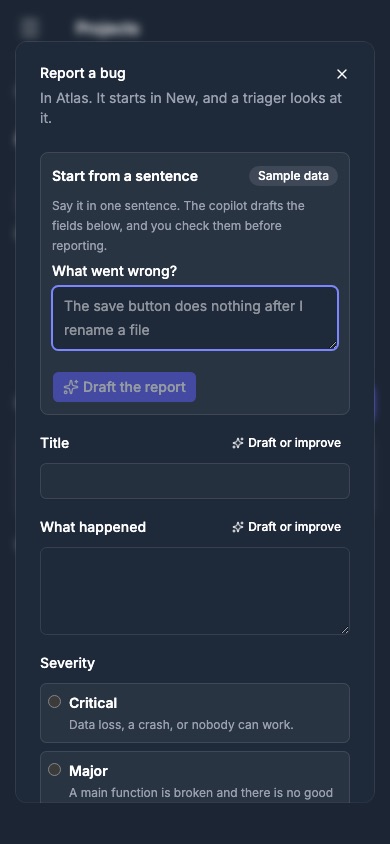 Projects
Report a bug
In Atlas. It starts in New, and a triager looks at
it.
Start from a sentence
Sample data
Say it in one sentence. The copilot drafts the
fields below, and you check them before
reporting.
What went wrong?
The save button does nothing after I
rename a file
Draft the report
Title
Draft or improve
What happened
Draft or improve
Severity
Critical
Data loss, a crash, or nobody can work.
Major
A main function is broken and there is no good